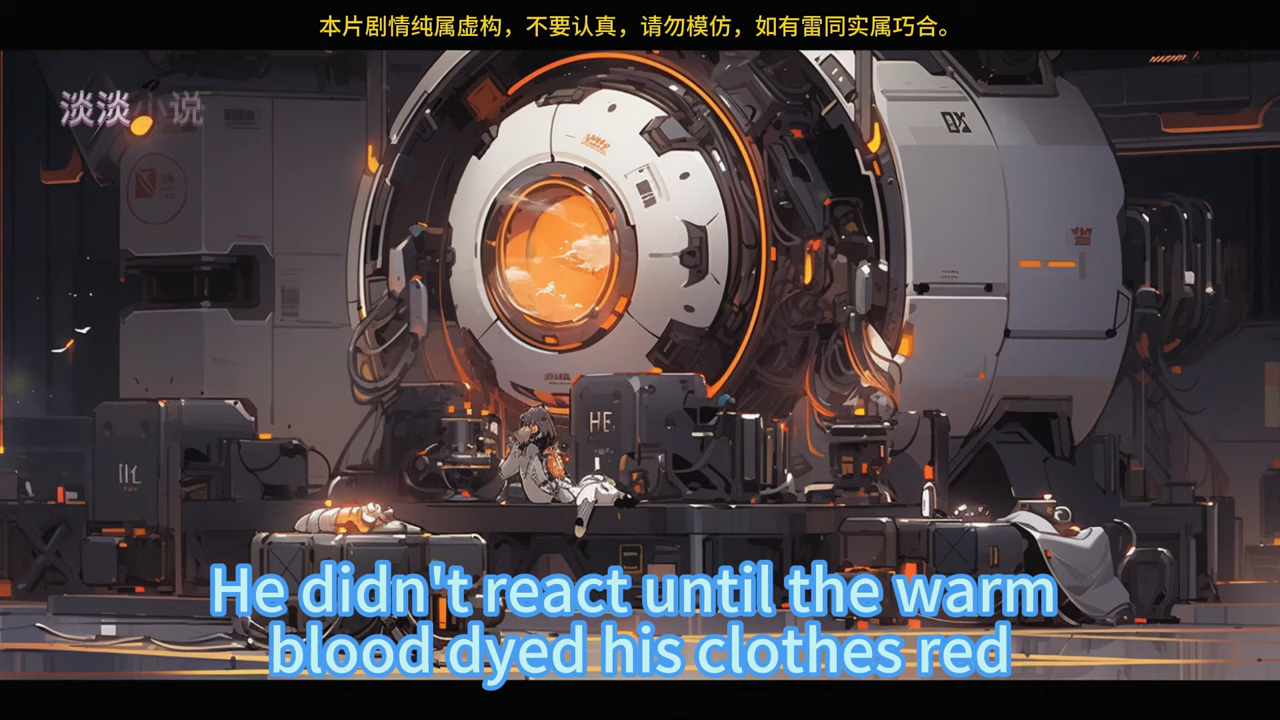 本片剧情纯属虚构，不要认真，请勿模仿，如有雷同实属巧合。
淡淡小说
HE
He didn't react until the warm
blood dyed his clothes red